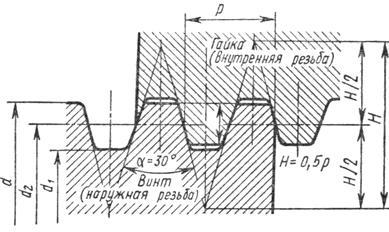 p
Гайка
(внутренняя резьба)
H/2
H
d
d₂
d₁
α=30°
H=0,5p
Винт
(наружная резьба)
H/2